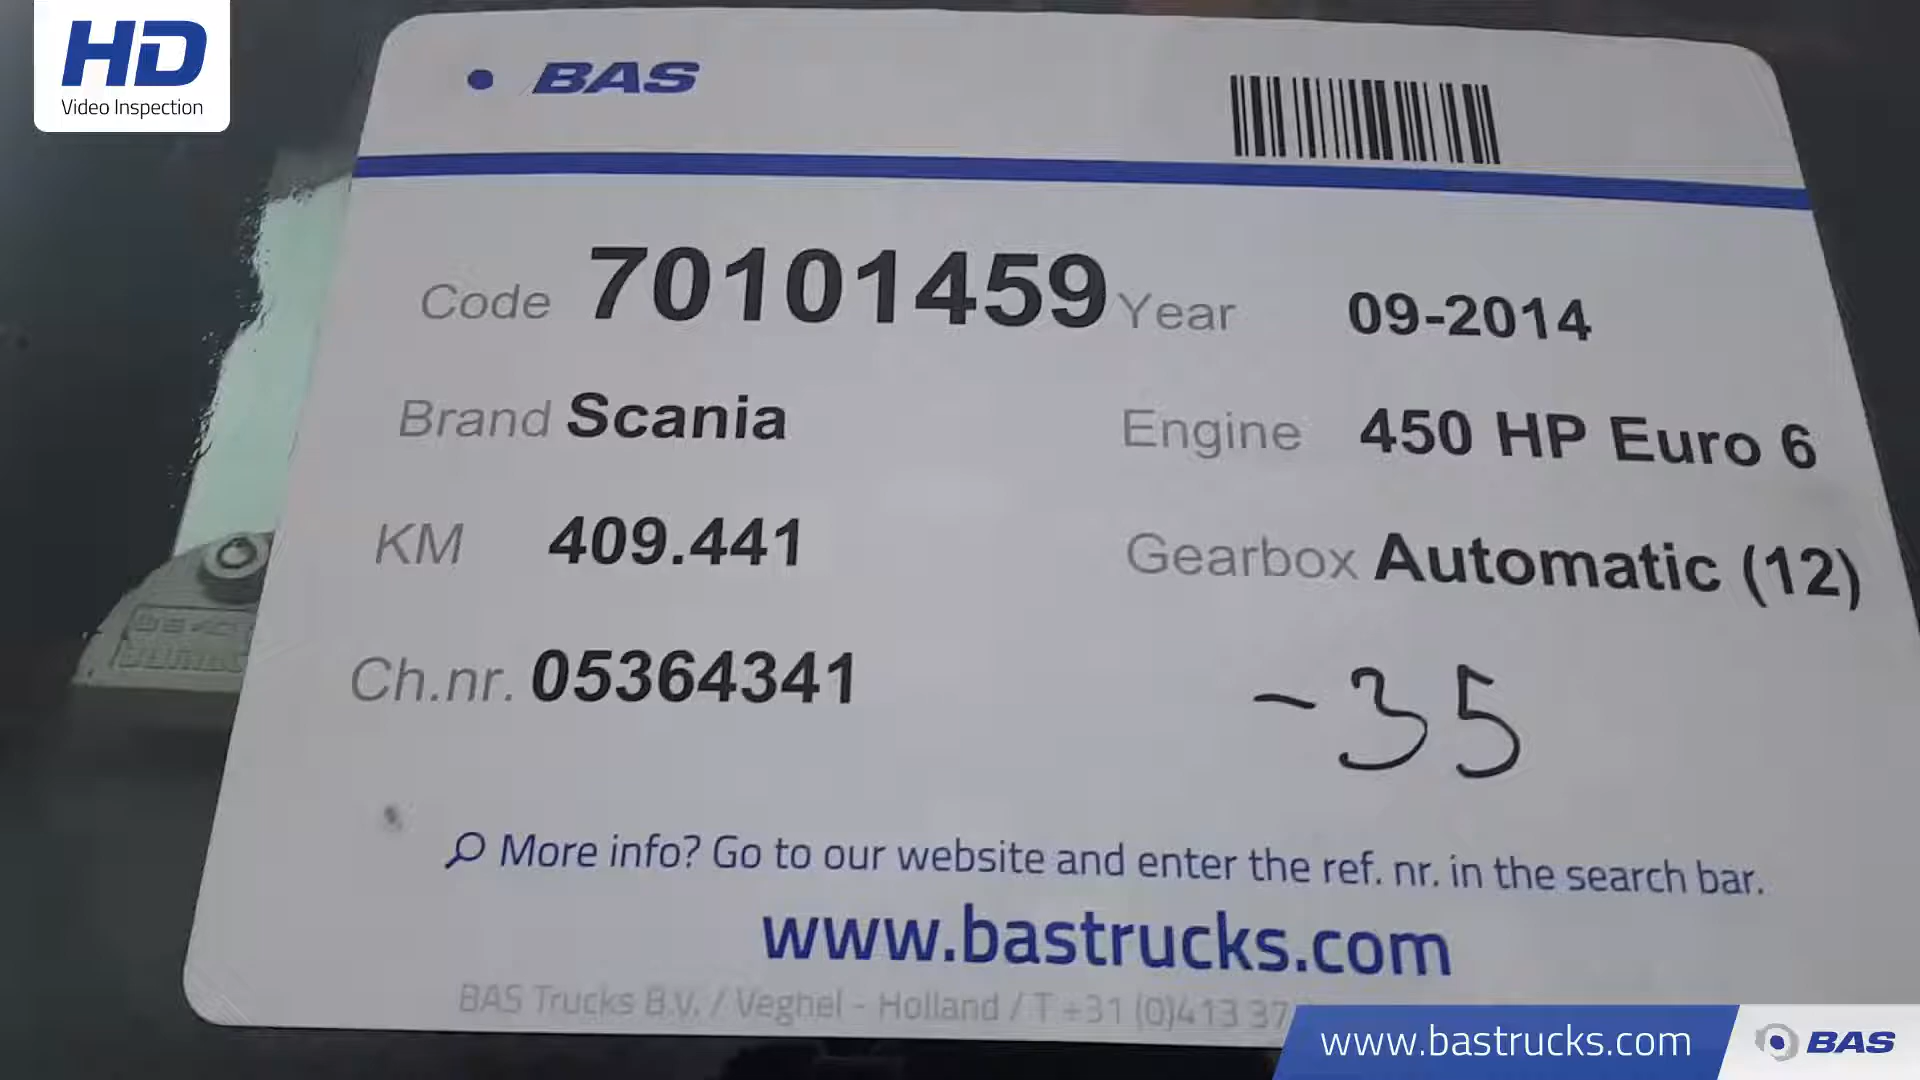 HD
Video Inspection
BAS
Code 70101459 Year 09-2014
Brand Scania Engine 450 HP Euro 6
KM 409.441 Gearbox Automatic (12)
Ch.nr. 05364341
-35
More info? Go to our website and enter the ref. nr. in the search bar.
www.bastrucks.com
BAS Trucks B.V. / Veghel - Holland / T +31 (0)413 37
www.bastrucks.com BAS